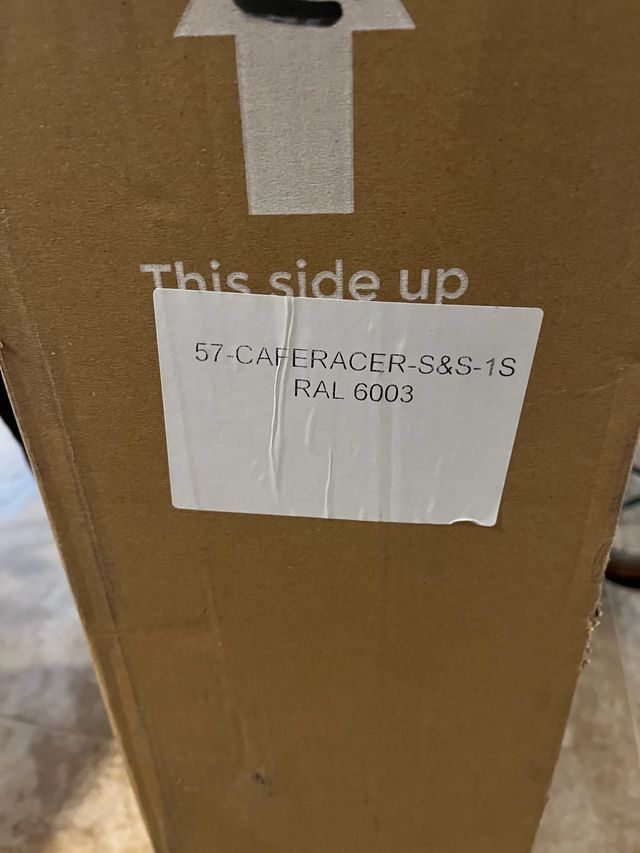 This side up
57-CAFERACER-S&S-1S
RAL 6003